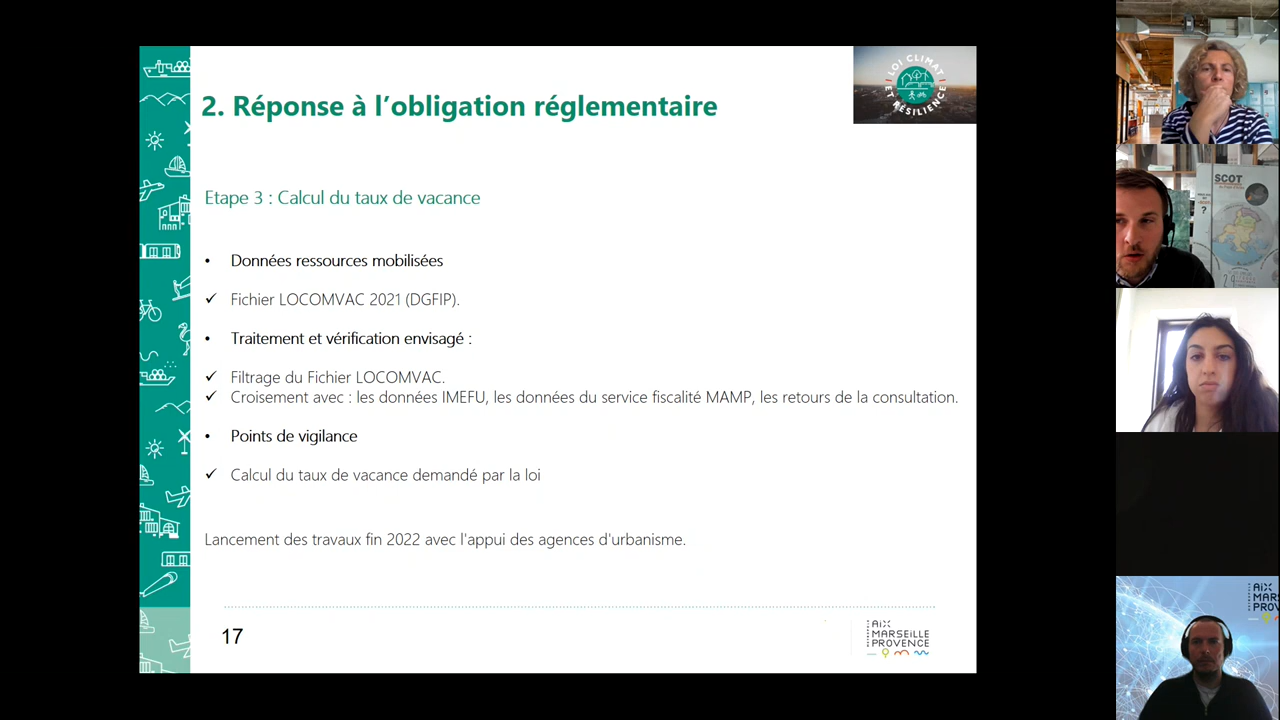 2. Réponse à l’obligation réglementaire
LOI CLIMAT
ET RÉSILIENCE
Etape 3 : Calcul du taux de vacance
• Données ressources mobilisées
✓ Fichier LOCOMVAC 2021 (DGFIP).
• Traitement et vérification envisagé :
✓ Filtrage du Fichier LOCOMVAC.
✓ Croisement avec : les données IMEFU, les données du service fiscalité MAMP, les retours de la consultation.
• Points de vigilance
✓ Calcul du taux de vacance demandé par la loi
Lancement des travaux fin 2022 avec l'appui des agences d'urbanisme.
17
AIX
MARSEILLE
PROVENCE
SCOT
?
AIX
MAR
PROV